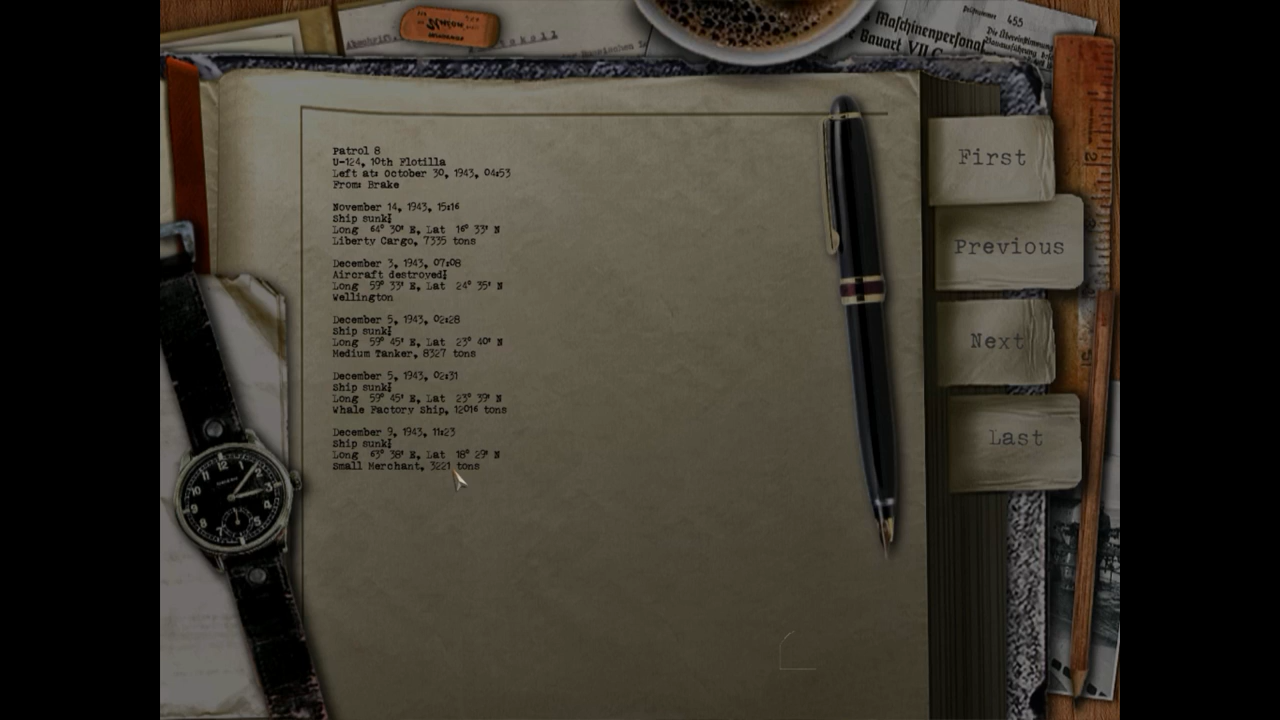 Maschinenpersonal
Bauart VII C
455
Patrol 8
U-124, 10th Flotilla
Left at: October 30, 1943, 04:53
From: Brake
November 14, 1943, 15:16
Ship sunk!
Long 64° 30' E, Lat 16° 33' N
Liberty Cargo, 7335 tons
December 3, 1943, 07:08
Aircraft destroyed!
Long 59° 33' E, Lat 24° 35' N
Wellington
December 5, 1943, 02:28
Ship sunk!
Long 59° 45' E, Lat 23° 40' N
Medium Tanker, 8327 tons
December 5, 1943, 02:31
Ship sunk!
Long 59° 45' E, Lat 23° 39' N
Whale Factory Ship, 12016 tons
December 9, 1943, 11:23
Ship sunk!
Long 63° 38' E, Lat 18° 29' N
Small Merchant, 3221 tons
First
Previous
Next
Last